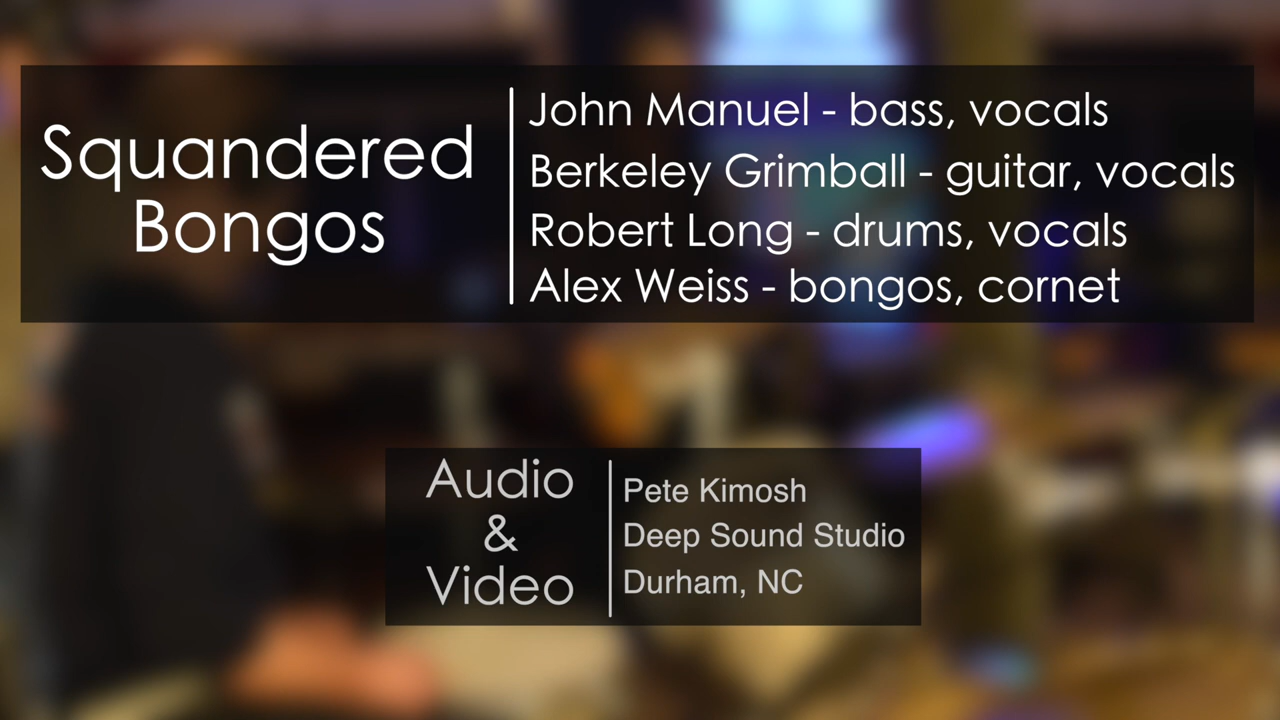 Squandered
Bongos
John Manuel - bass, vocals
Berkeley Grimball - guitar, vocals
Robert Long - drums, vocals
Alex Weiss - bongos, cornet
Audio
&
Video
Pete Kimosh
Deep Sound Studio
Durham, NC